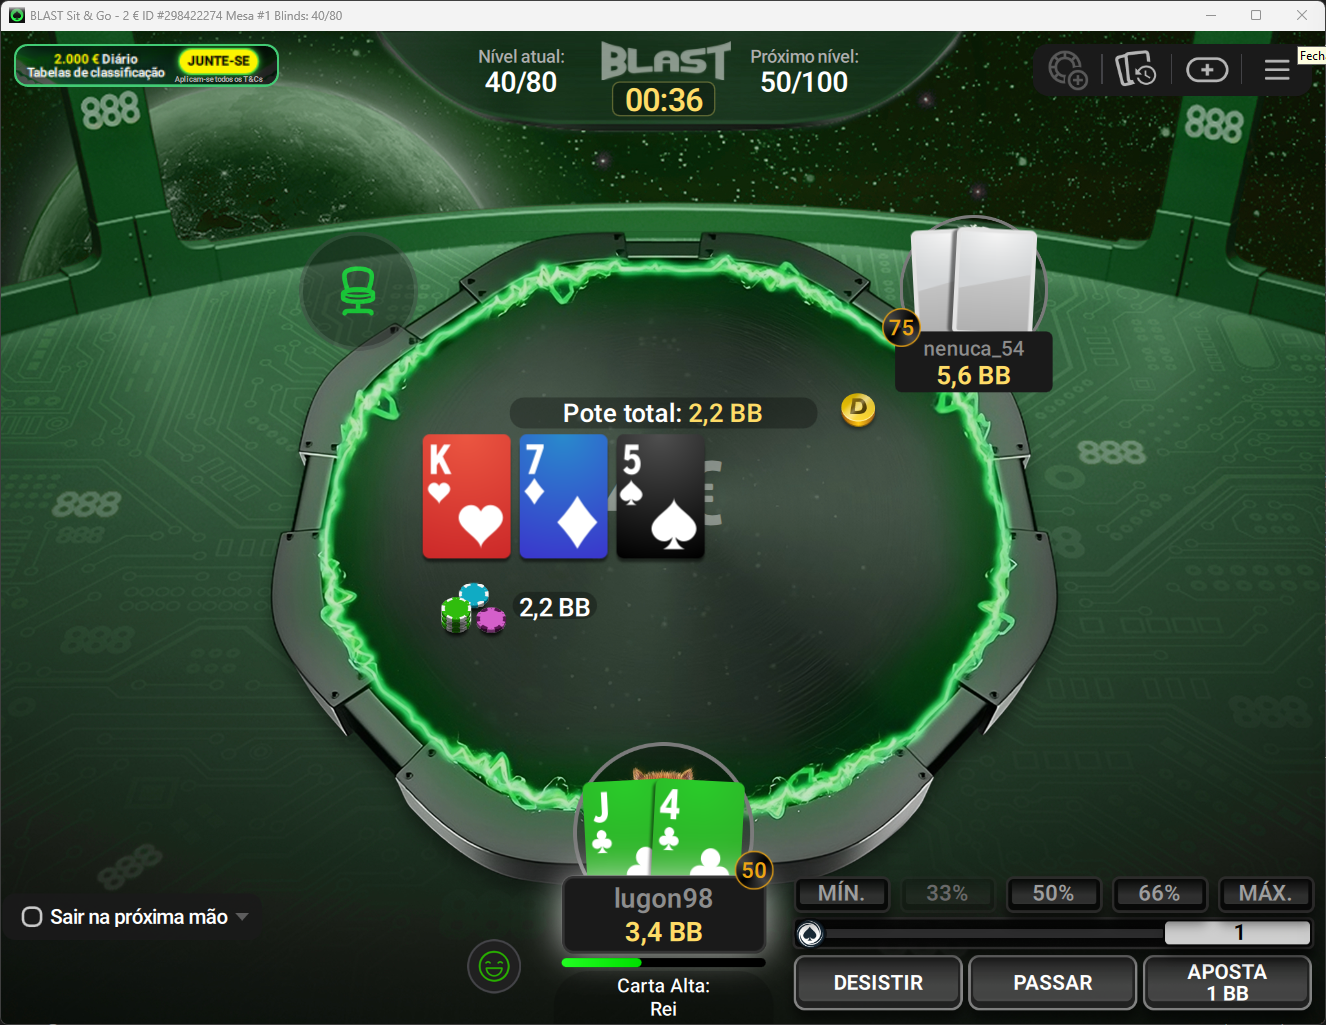 BLAST Sit & Go - 2 € ID #298422274 Mesa #1 Blinds: 40/80
Fech
2.000 € Diário
Tabelas de classificação
JUNTE-SE
Aplicam-se todos os T&Cs
Nível atual:
40/80
BLAST
00:36
Próximo nível:
50/100
888
888
75
nenuca_54
5,6 BB
Pote total: 2,2 BB
D
K
7
5
€
888
888
2,2 BB
888
888
888
J
4
50
lugon98
3,4 BB
Carta Alta:
Rei
Sair na próxima mão
MÍN.
33%
50%
66%
MÁX.
1
DESISTIR
PASSAR
APOSTA
1 BB